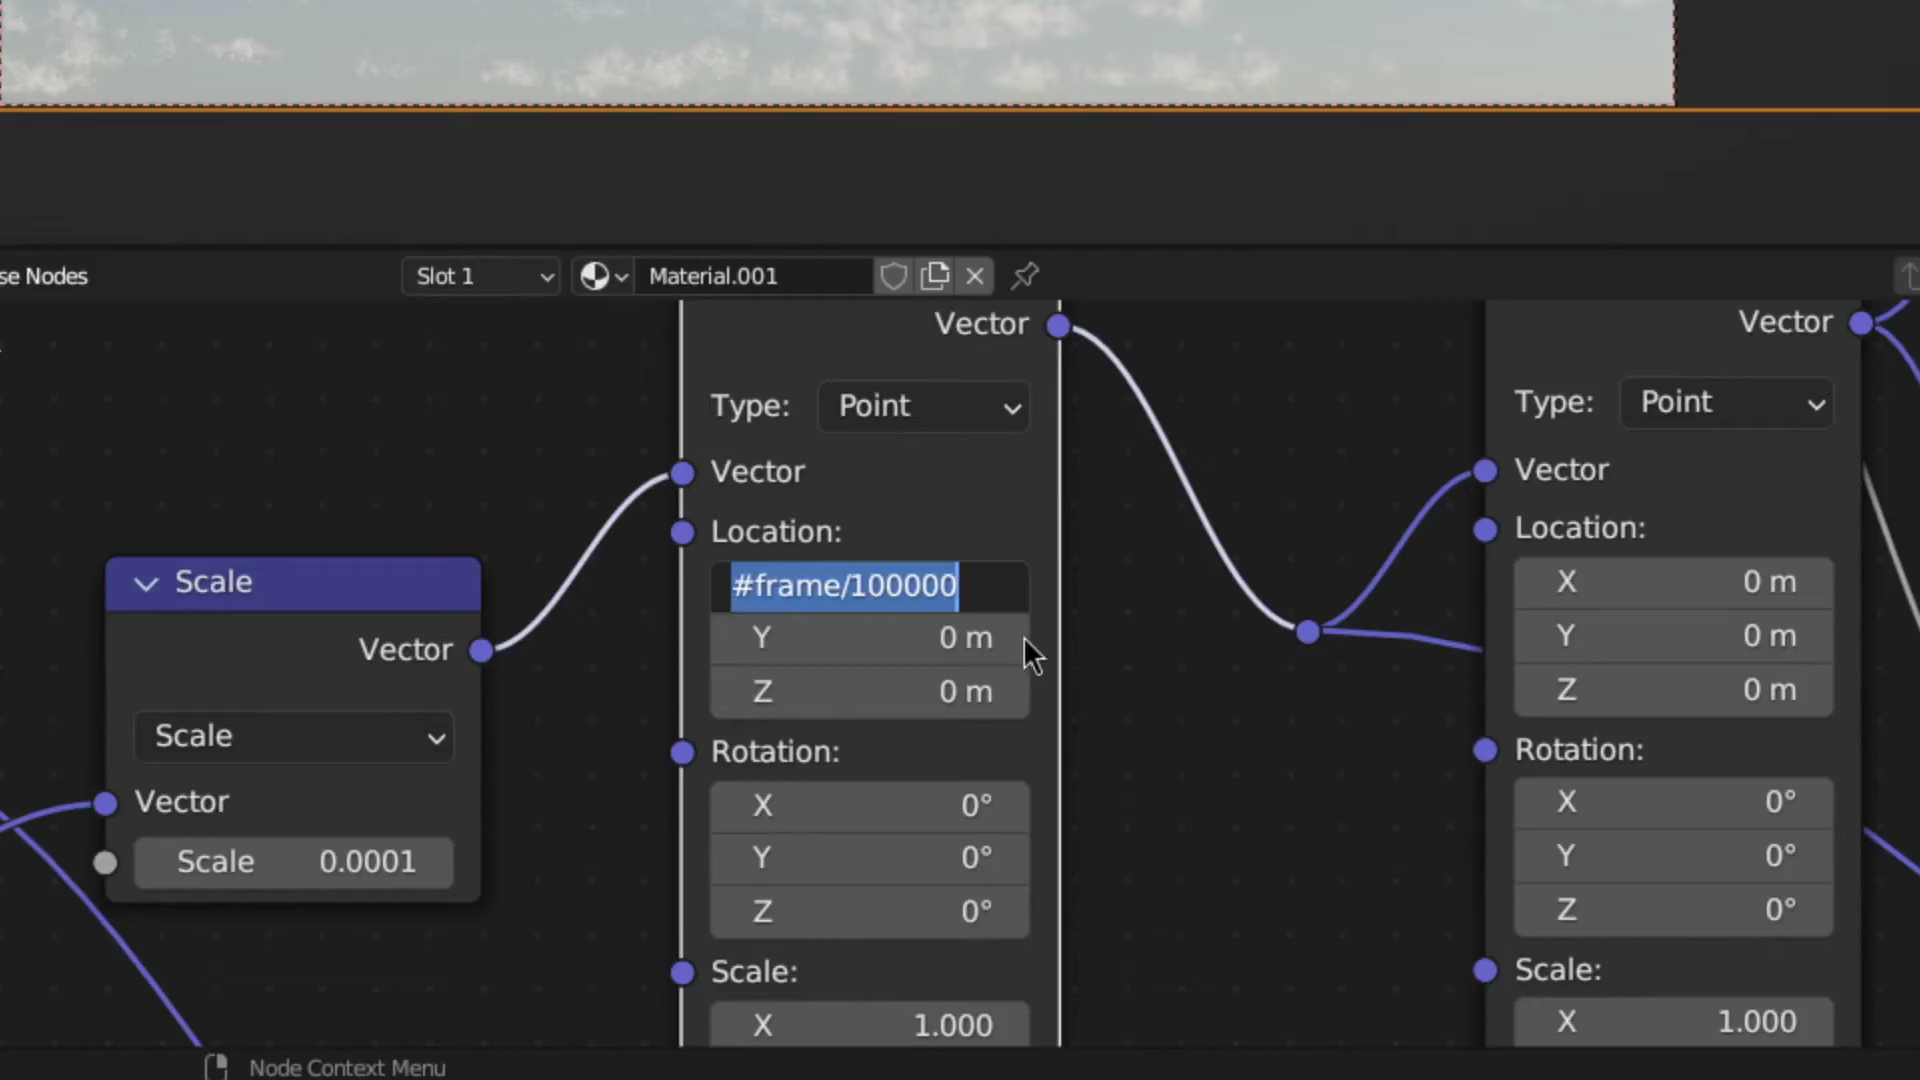 se Nodes
Slot 1
Material.001
Vector
Type: Point
Vector
Location:
#frame/100000
Y 0 m
Z 0 m
Rotation:
X 0°
Y 0°
Z 0°
Scale:
X 1.000
Scale
Vector
Scale
Vector
Scale 0.0001
Vector
Type: Point
Vector
Location:
X 0 m
Y 0 m
Z 0 m
Rotation:
X 0°
Y 0°
Z 0°
Scale:
X 1.000
Node Context Menu